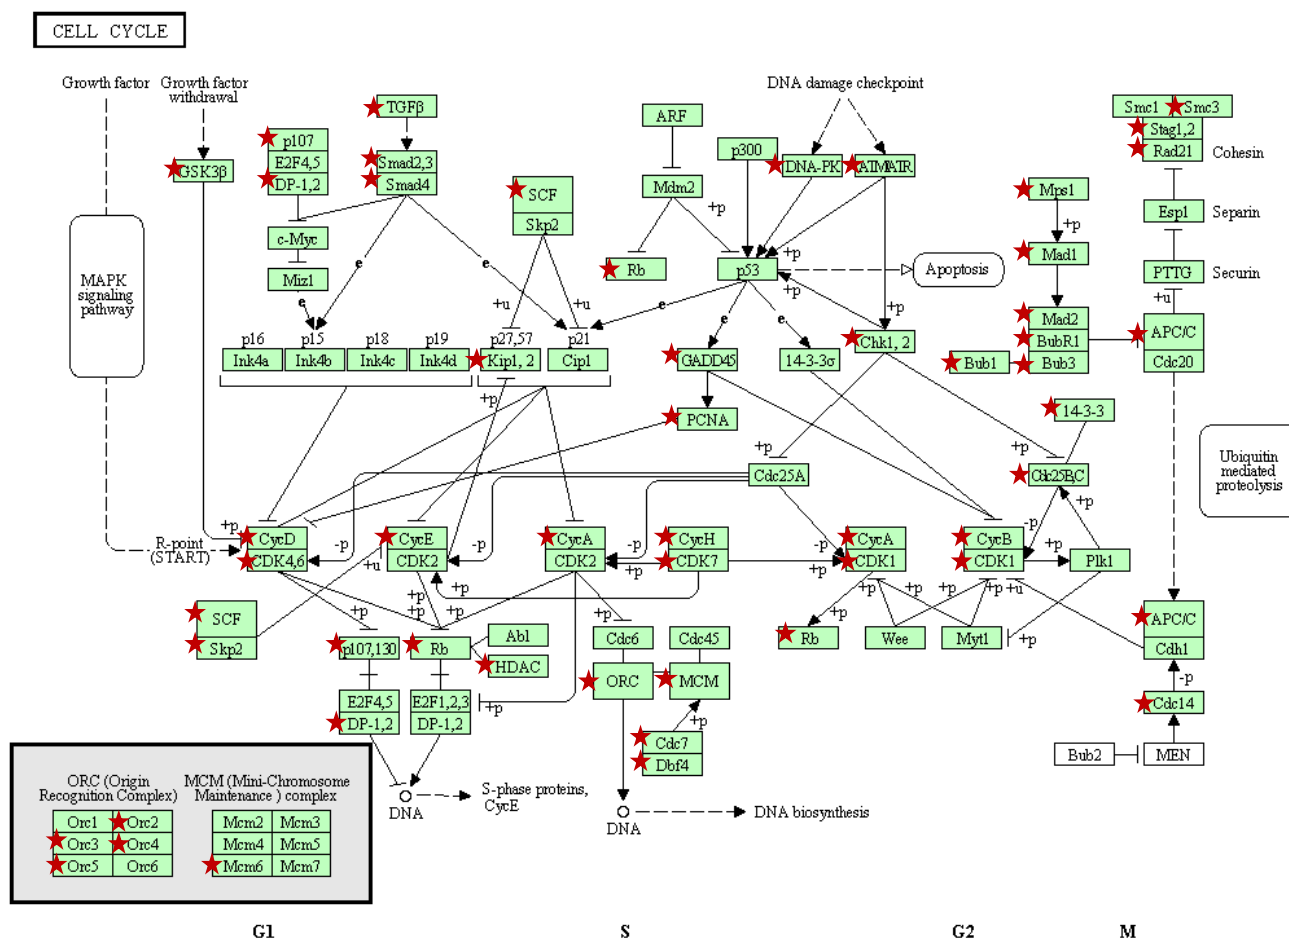 CELL CYCLE
Growth factor
Growth factor
withdrawal
DNA damage checkpoint
TGFβ
ARF
Smc1
Smc3
p107
E2F4,5
DP-1,2
Stag1,2
Rad21
Cohesin
GSK3β
Smad2,3
Smad4
p300
DNA-PK
ATM/ATR
SCF
Skp2
Mdm2
+p
Mps1
+p
Esp1
Separin
c-Myc
Miz1
Rb
p53
+p
+p
Apoptosis
Mad1
PTTG
Securin
MAPK
signaling
pathway
e
e
e
+u
+u
e
e
e
+p
+u
p16
p15
p18
p19
p27,57
p21
Ink4a
Ink4b
Ink4c
Ink4d
Kip1, 2
Cip1
GADD45
14-3-3σ
Chk1, 2
Mad2
BubR1
Bub3
Bub1
APC/C
Cdc20
+p
PCNA
14-3-3
+p
Cdc25A
+p
Cdc25B,C
+p
Ubiquitin
mediated
proteolysis
R-point
(START)
+p
CycD
CDK4,6
-p
CycE
CDK2
-p
+u
CycA
CDK2
-p
+p
CycH
CDK7
-p
+p
CycA
CDK1
CycB
CDK1
-p
+p
+u
Plk1
+p
+p
+p
+p
+p
+p
+p
+p
+p
+p
+p
SCF
Skp2
p107,130
Rb
Abl
HDAC
Cdc6
Cdc45
ORC
MCM
Rb
Wee
Myt1
APC/C
Cdh1
-p
Cdc14
E2F4,5
DP-1,2
E2F1,2,3
DP-1,2
+p
+p
Cdc7
Dbf4
Bub2
MEN
DNA
S-phase proteins,
CycE
DNA
DNA biosynthesis
ORC (Origin
Recognition Complex)
MCM (Mini-Chromosome
Maintenance ) complex
Orc1
Orc2
Mcm2
Mcm3
Orc3
Orc4
Mcm4
Mcm5
Orc5
Orc6
Mcm6
Mcm7
G1
S
G2
M